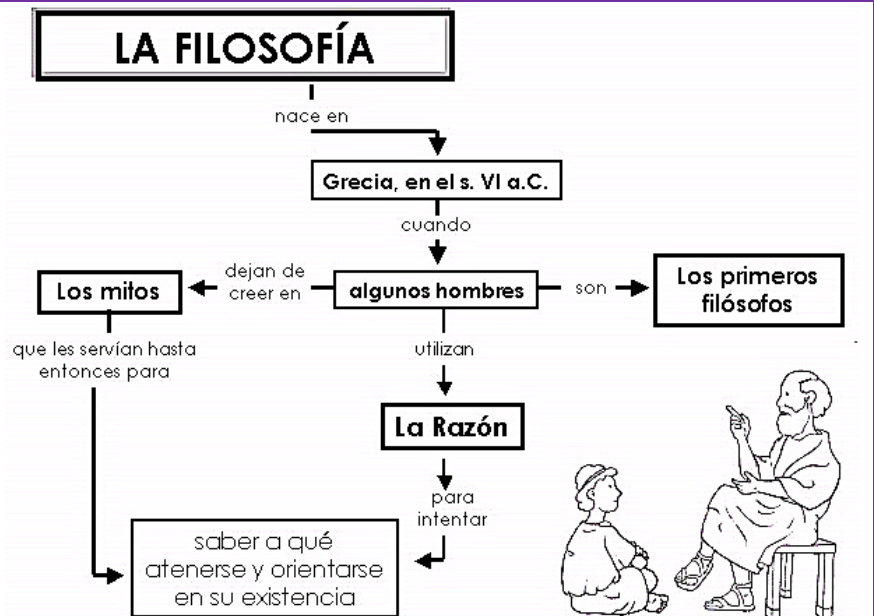 LA FILOSOFÍA
nace en
Grecia, en el s. VI a.C.
cuando
Los mitos
dejan de
creer en
algunos hombres
son
Los primeros
filósofos
que les servían hasta
entonces para
utilizan
La Razón
para
intentar
saber a qué
atenerse y orientarse
en su existencia